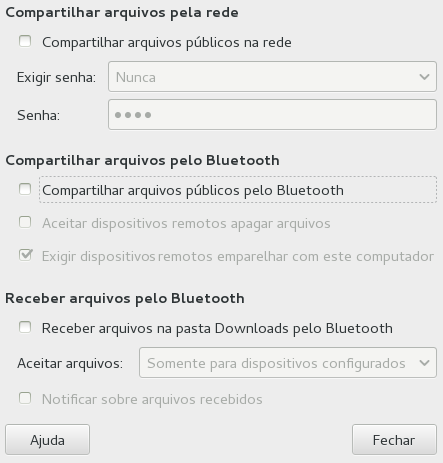 Compartilhar arquivos pela rede
Compartilhar arquivos públicos na rede
Exigir senha: Nunca
Senha: ●●●●
Compartilhar arquivos pelo Bluetooth
Compartilhar arquivos públicos pelo Bluetooth
Aceitar dispositivos remotos apagar arquivos
Exigir dispositivos remotos emparelhar com este computador
Receber arquivos pelo Bluetooth
Receber arquivos na pasta Downloads pelo Bluetooth
Aceitar arquivos: Somente para dispositivos configurados
Notificar sobre arquivos recebidos
Ajuda Fechar